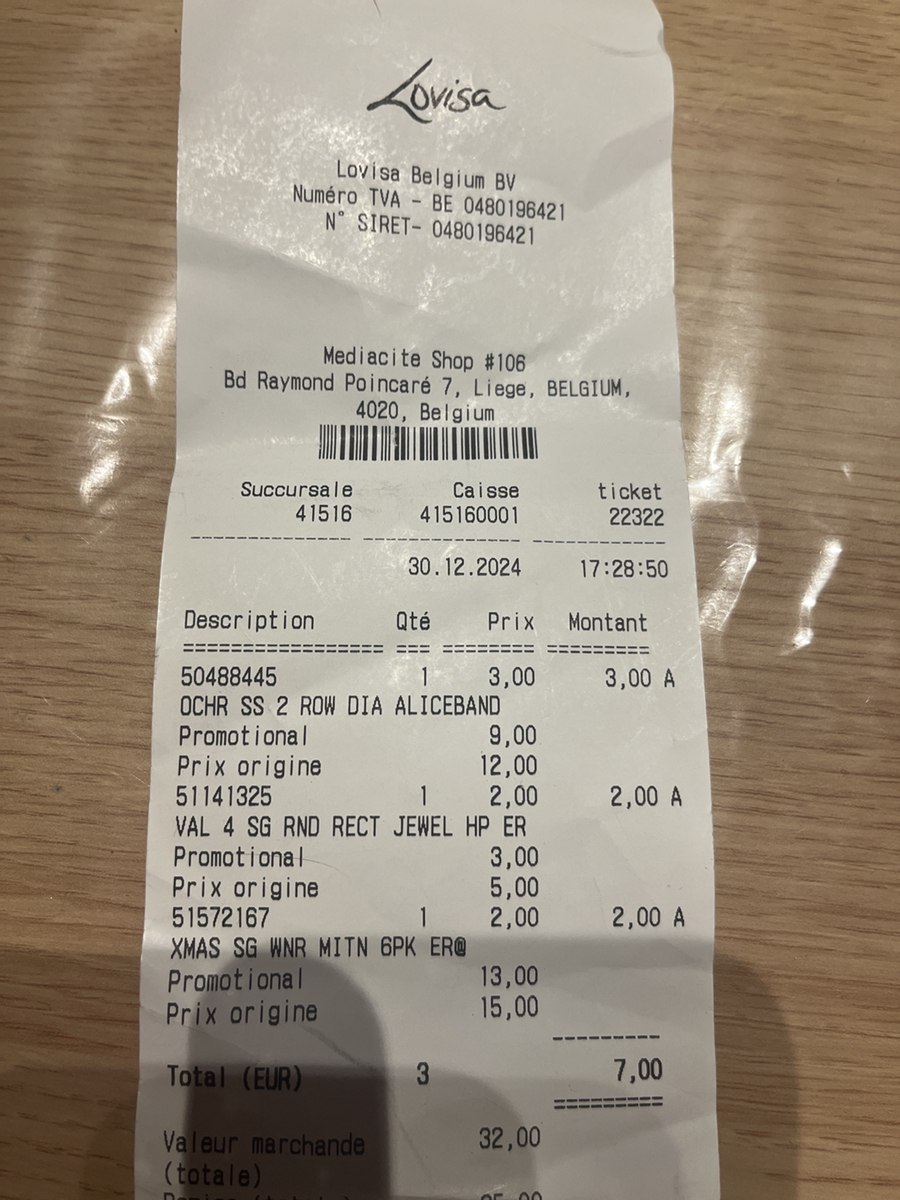 Lovisa
Lovisa Belgium BV
Numéro TVA - BE 0480196421
N° SIRET- 0480196421
Mediacite Shop #106
Bd Raymond Poincaré 7, Liege, BELGIUM,
4020, Belgium
Succursale Caisse ticket
41516 415160001 22322
30.12.2024 17:28:50
Description Qté Prix Montant
50488445 1 3,00 3,00 A
OCHR SS 2 ROW DIA ALICEBAND
Promotional 9,00
Prix origine 12,00
51141325 1 2,00 2,00 A
VAL 4 SG RND RECT JEWEL HP ER
Promotional 3,00
Prix origine 5,00
51572167 1 2,00 2,00 A
XMAS SG WNR MITN 6PK ER@
Promotional 13,00
Prix origine 15,00
Total (EUR) 3 7,00
Valeur marchande 32,00
(totale)